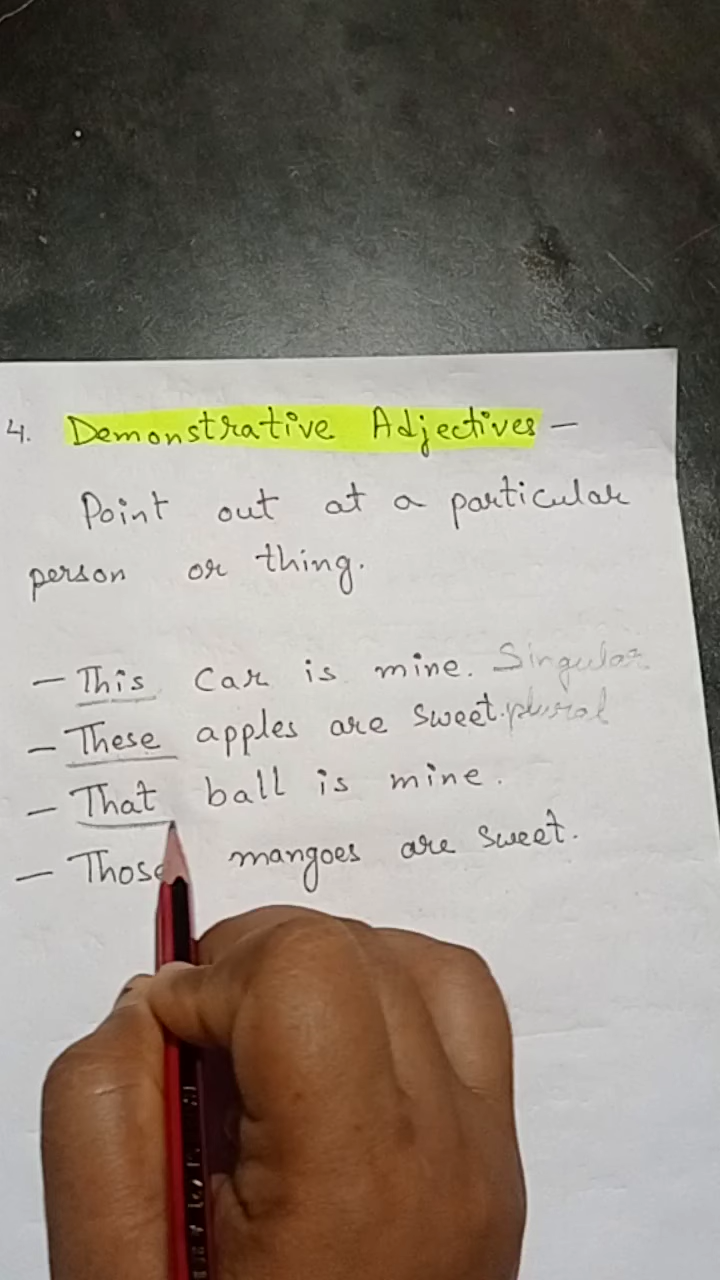 4. Demonstrative Adjectives -
Point out at a particular
person or thing.
- This car is mine. Singular
- These apples are sweet. plural
- That ball is mine.
- Those mangoes are sweet.